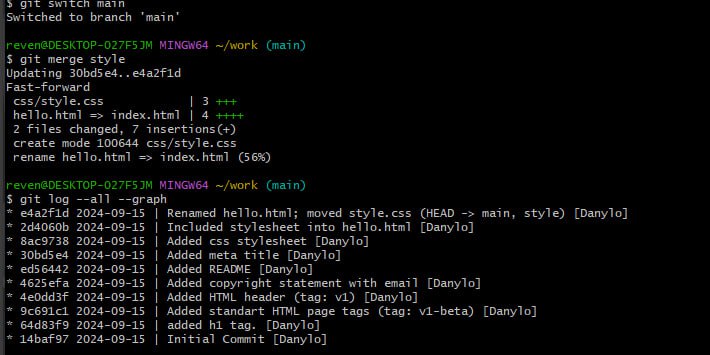 $ git switch main
Switched to branch 'main'
reven@DESKTOP-O27F5JM MINGW64 ~/work (main)
$ git merge style
Updating 30bd5e4..e4a2f1d
Fast-forward
css/style.css | 3 +++
hello.html => index.html | 4 ++++
2 files changed, 7 insertions(+)
create mode 100644 css/style.css
rename hello.html => index.html (56%)
reven@DESKTOP-O27F5JM MINGW64 ~/work (main)
$ git log --all --graph
* e4a2f1d 2024-09-15 | Renamed hello.html; moved style.css (HEAD -> main, style) [Danylo]
* 2d4060b 2024-09-15 | Included stylesheet into hello.html [Danylo]
* 8ac9738 2024-09-15 | Added css stylesheet [Danylo]
* 30bd5e4 2024-09-15 | Added meta title [Danylo]
* ed56442 2024-09-15 | Added README [Danylo]
* 4625efa 2024-09-15 | Added copyright statement with email [Danylo]
* 4e0dd3f 2024-09-15 | Added HTML header (tag: v1) [Danylo]
* 9c691c1 2024-09-15 | Added standart HTML page tags (tag: v1-beta) [Danylo]
* 64d83f9 2024-09-15 | added h1 tag. [Danylo]
* 14baf97 2024-09-15 | Initial Commit [Danylo]